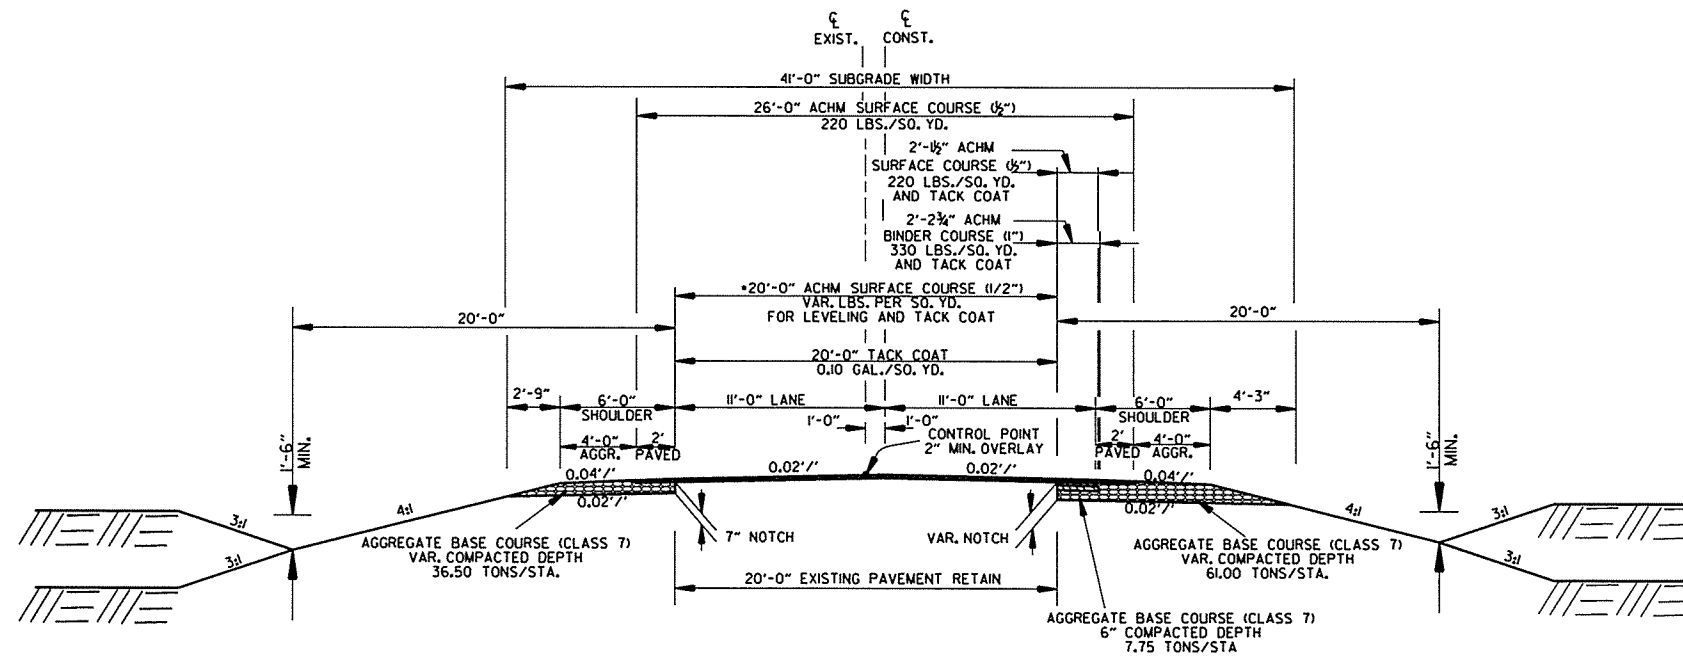 ℄ ℄
EXIST. CONST.
41'-0" SUBGRADE WIDTH
26'-0" ACHM SURFACE COURSE (½")
220 LBS./SQ. YD.
2'-1½" ACHM
SURFACE COURSE (½")
220 LBS./SQ. YD.
AND TACK COAT
2'-2¾" ACHM
BINDER COURSE (1")
330 LBS./SQ. YD.
AND TACK COAT
*20'-0" ACHM SURFACE COURSE (1/2")
VAR. LBS. PER SQ. YD.
FOR LEVELING AND TACK COAT
20'-0" 20'-0"
20'-0" TACK COAT
0.10 GAL./SQ. YD.
2'-9" 6'-0" 11'-0" LANE 11'-0" LANE 6'-0" 4'-3"
SHOULDER SHOULDER
1'-0" 1'-0"
CONTROL POINT
2" MIN. OVERLAY
4'-0" 2' 2' 4'-0"
AGGR. PAVED PAVED AGGR.
1'-6" MIN. 1'-6" MIN.
0.04'/' 0.02'/' 0.02'/' 0.04'/'
0.02'/' 0.02'/'
3:1 4:1 4:1 3:1
3:1 3:1
7" NOTCH VAR. NOTCH
AGGREGATE BASE COURSE (CLASS 7)
VAR. COMPACTED DEPTH
36.50 TONS/STA.
AGGREGATE BASE COURSE (CLASS 7)
VAR. COMPACTED DEPTH
61.00 TONS/STA.
20'-0" EXISTING PAVEMENT RETAIN
AGGREGATE BASE COURSE (CLASS 7)
6" COMPACTED DEPTH
7.75 TONS/STA